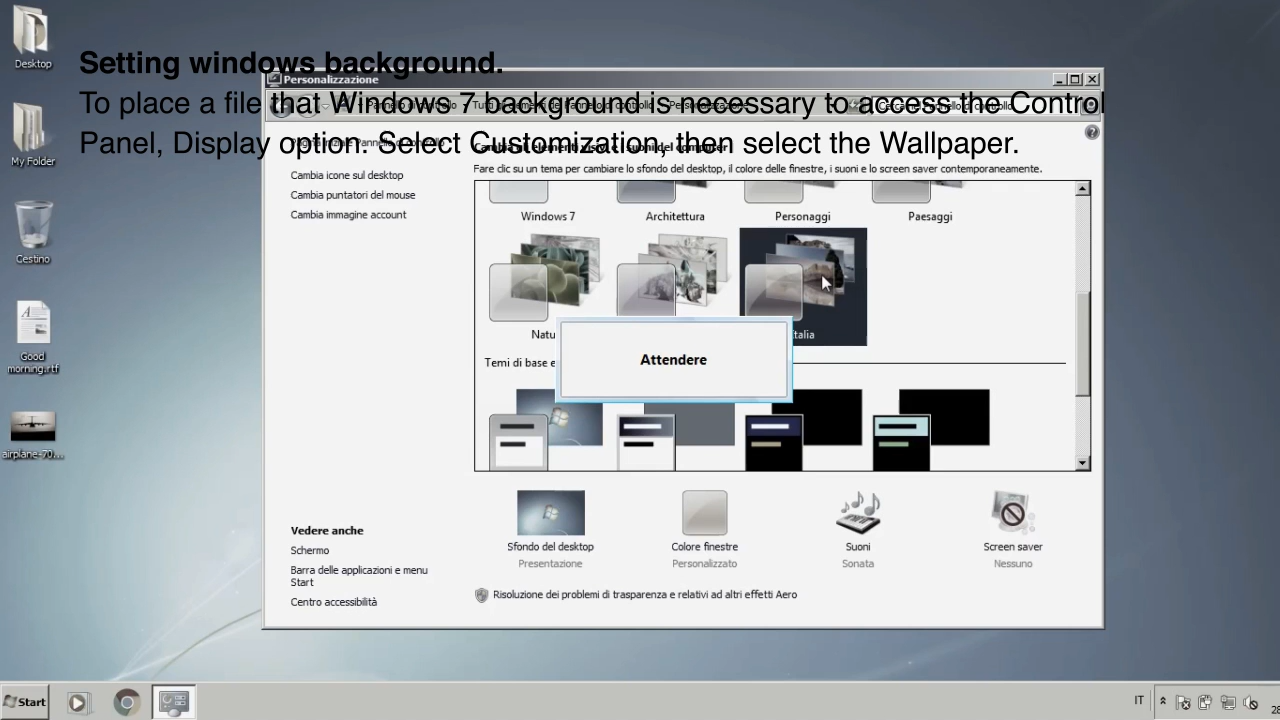 Desktop
Setting windows background.
Personalizzazione
To place a file that Windows 7 background is necessary to access the Control
Panel, Display option. Select Customization, then select the Wallpaper.
My Folder
Fare clic su un tema per cambiare lo sfondo del desktop, il colore delle finestre, i suoni e lo screen saver contemporaneamente.
Cambia icone sul desktop
Cambia puntatori del mouse
Cambia immagine account
Windows 7 Architettura Personaggi Paesaggi
Cestino
Italia
Attendere
Temi di base
Good
morning.rtf
airplane-70...
Vedere anche
Schermo
Barra delle applicazioni e menu
Start
Centro accessibilità
Sfondo del desktop Colore finestre Suoni Screen saver
Presentazione Personalizzato Sonata Nessuno
Risoluzione dei problemi di trasparenza e relativi ad altri effetti Aero
Start
IT
28